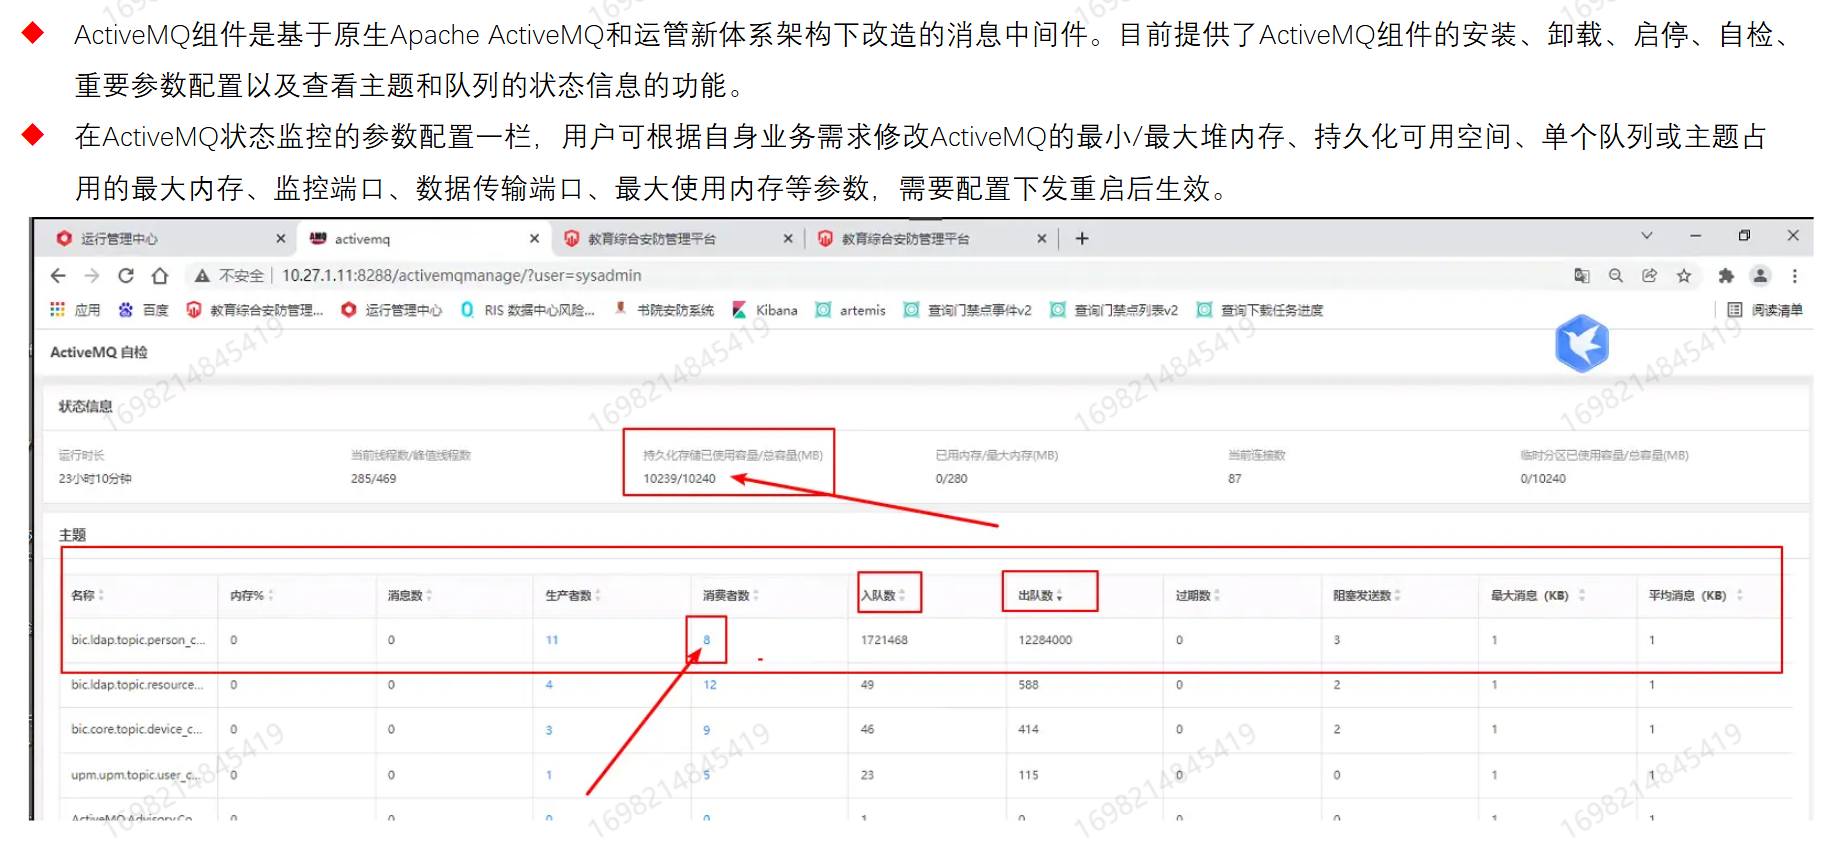 ActiveMQ组件是基于原生Apache ActiveMQ和运管新体系架构下改造的消息中间件。目前提供了ActiveMQ组件的安装、卸载、启停、自检、
重要参数配置以及查看主题和队列的状态信息的功能。
在ActiveMQ状态监控的参数配置一栏，用户可根据自身业务需求修改ActiveMQ的最小/最大堆内存、持久化可用空间、单个队列或主题占
用的最大内存、监控端口、数据传输端口、最大使用内存等参数，需要配置下发重启后生效。
运行管理中心 activemq 教育综合安防管理平台 教育综合安防管理平台
不安全 10.27.1.11:8288/activemqmanage/?user=sysadmin
应用 百度 教育综合安防管理... 运行管理中心 RIS 数据中心风险... 书院安防系统 Kibana artemis 查询门禁点事件v2 查询门禁点列表v2 查询下载任务进度 阅读清单
ActiveMQ 自检
状态信息
运行时长 当前线程数/峰值线程数 持久化存储已使用容量/总容量(MB) 已用内存/最大内存(MB) 当前连接数 临时分区已使用容量/总容量(MB)
23小时10分钟 285/469 10239/10240 0/280 87 0/10240
主题
名称 内存% 消息数 生产者数 消费者数 入队数 出队数 过期数 阻塞发送数 最大消息（KB） 平均消息（KB）
bic.ldap.topic.person_c... 0 0 11 8 1721468 12284000 0 3 1 1
bic.ldap.topic.resource... 0 0 4 12 49 588 0 2 1 1
bic.core.topic.device_c... 0 0 3 9 46 414 0 2 1 1
upm.upm.topic.user_c... 0 0 1 5 23 115 0 0 1 1
ActiveMQ.Advisory.Co... 0 0 0 0 1 0 0 0 1 1
1698214845419
1698214845419
1698214845419
1698214845419
1698214845419
1698214845419
1698214845419
1698214845419